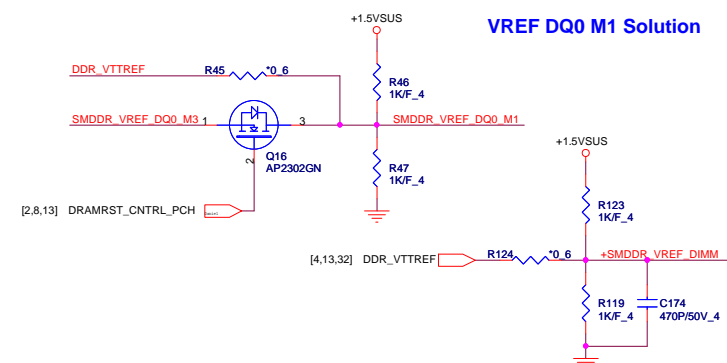 +1.5VSUS
VREF DQ0 M1 Solution
DDR_VTTREF
R45
*0_6
R46
1K/F_4
SMDDR_VREF_DQ0_M3
1
3
SMDDR_VREF_DQ0_M1
Q16
AP2302GN
2
R47
1K/F_4
+1.5VSUS
[2,8,13] DRAMRST_CNTRL_PCH
R123
1K/F_4
[4,13,32] DDR_VTTREF
R124
*0_6
+SMDDR_VREF_DIMM
R119
1K/F_4
C174
470P/50V_4